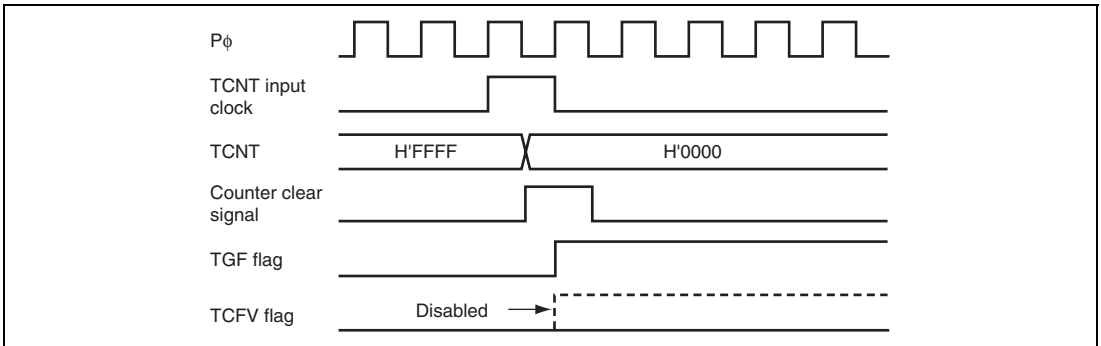 Pφ
TCNT input
clock
TCNT
H'FFFF
H'0000
Counter clear
signal
TGF flag
TCFV flag
Disabled